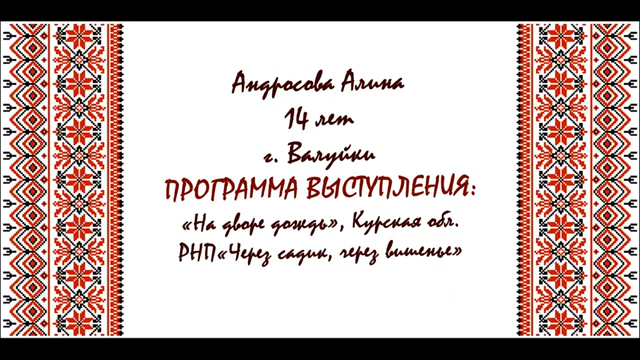 Андросова Алина
14 лет
г. Валуйки
ПРОГРАММА ВЫСТУПЛЕНИЯ:
«На дворе дождь», Курская обл.
РНП«Через садик, через вишенье»